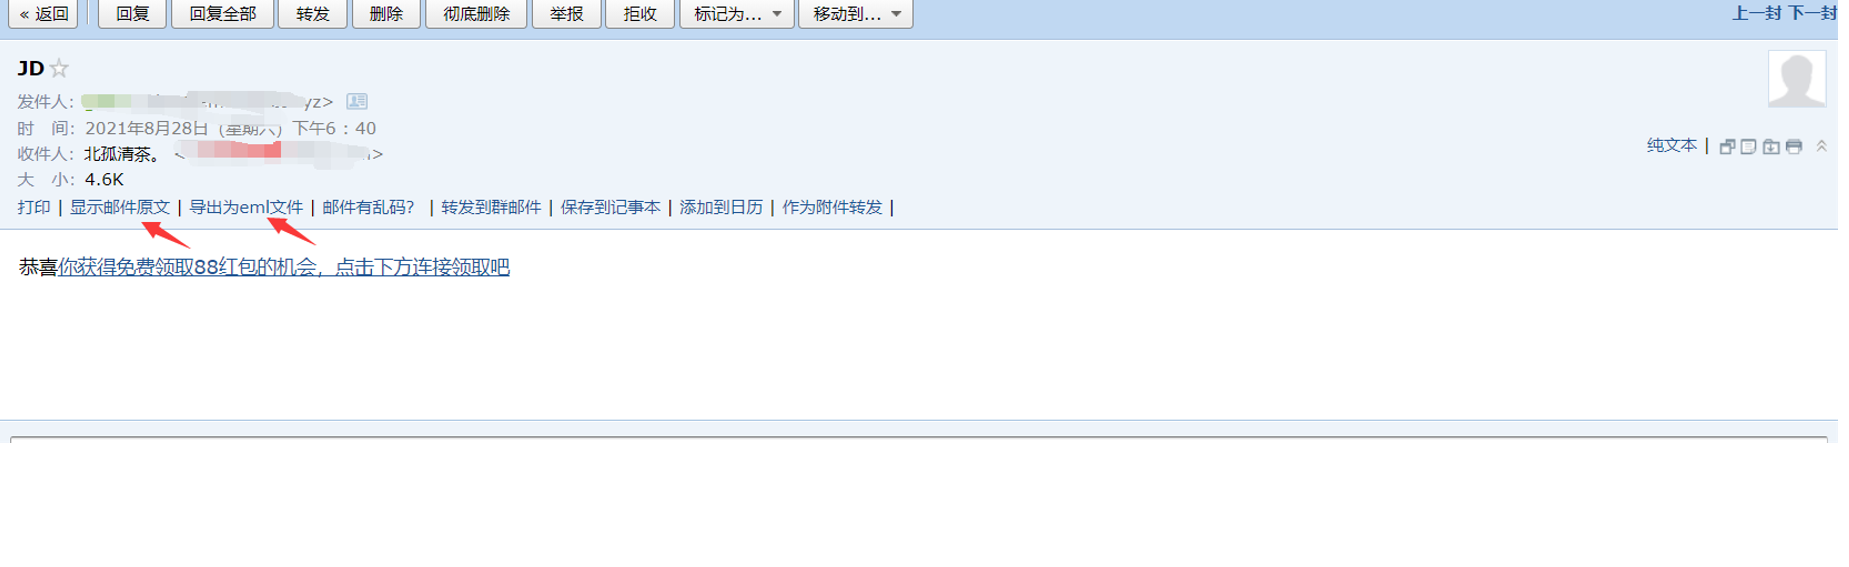 « 返回 回复 回复全部 转发 删除 彻底删除 举报 拒收 标记为... 移动到... 上一封 下一封
JD
发件人: yz>
时 间: 2021年8月28日 (星期六) 下午6 : 40
收件人: 北孤清茶。 < >
纯文本 |
大 小: 4.6K
打印 | 显示邮件原文 | 导出为eml文件 | 邮件有乱码? | 转发到群邮件 | 保存到记事本 | 添加到日历 | 作为附件转发 |
恭喜你获得免费领取88红包的机会，点击下方连接领取吧